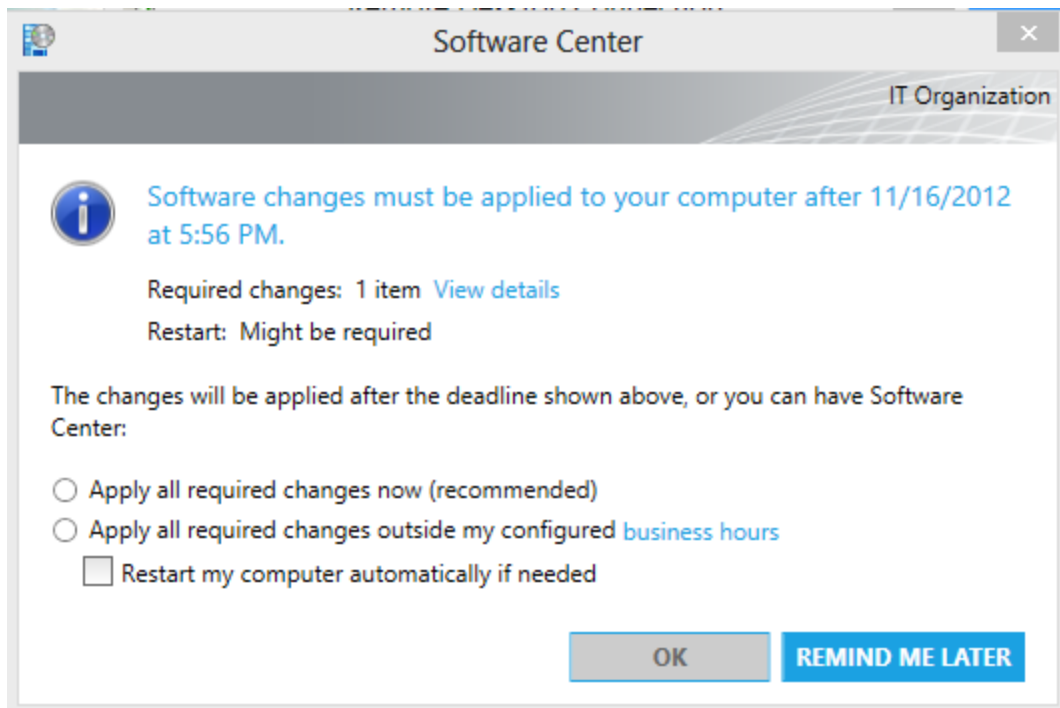 Software Center
IT Organization
Software changes must be applied to your computer after 11/16/2012
at 5:56 PM.
Required changes: 1 item View details
Restart: Might be required
The changes will be applied after the deadline shown above, or you can have Software
Center:
Apply all required changes now (recommended)
Apply all required changes outside my configured business hours
Restart my computer automatically if needed
OK
REMIND ME LATER